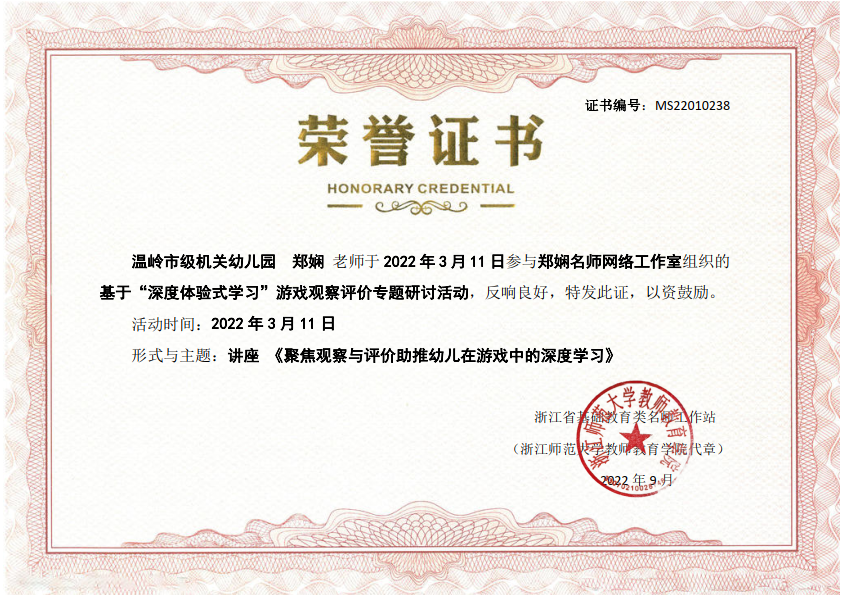 证书编号：MS22010238
荣誉证书
HONORARY CREDENTIAL
温岭市级机关幼儿园 郑娴 老师于 2022 年 3 月 11 日参与郑娴名师网络工作室组织的
基于“深度体验式学习”游戏观察评价专题研讨活动，反响良好，特发此证，以资鼓励。
活动时间：2022 年 3 月 11 日
形式与主题：讲座 《聚焦观察与评价助推幼儿在游戏中的深度学习》
浙江省基础教育类名师工作站
（浙江师范大学教师教育学院代章）
2022 年 9 月
浙江师范大学教师教育学院